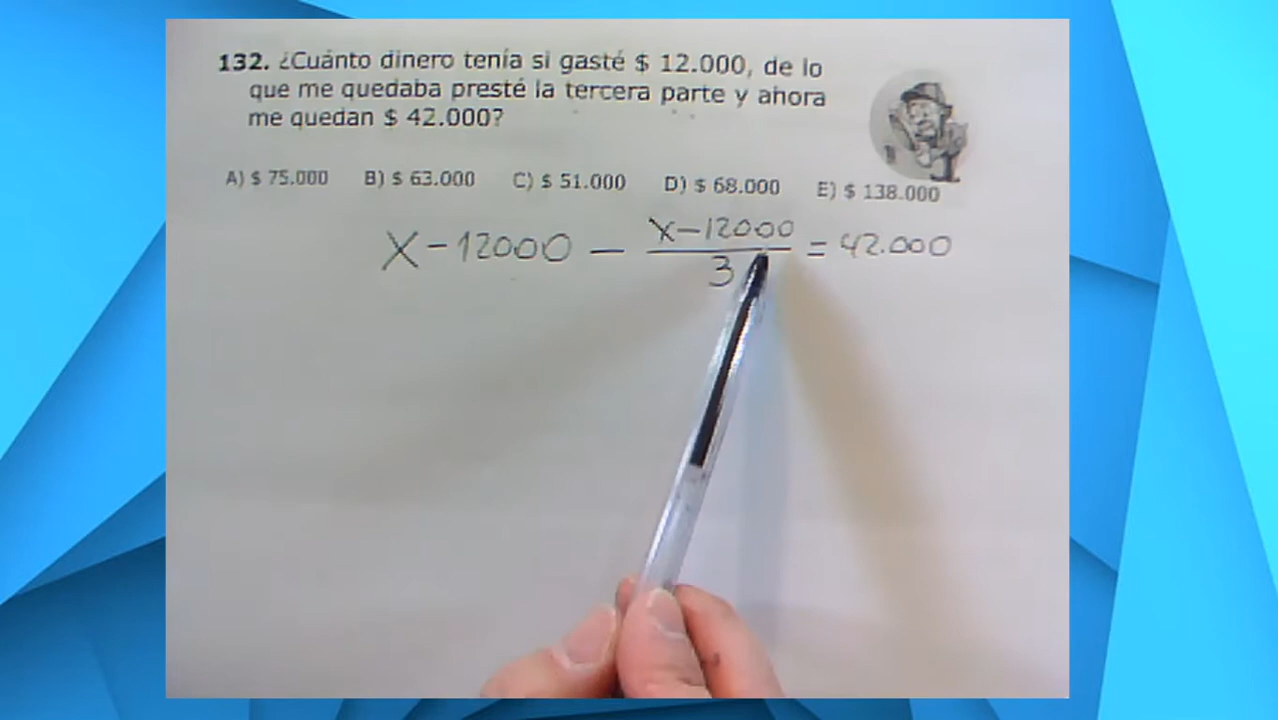 132. ¿Cuánto dinero tenía si gasté $ 12.000, de lo
que me quedaba presté la tercera parte y ahora
me quedan $ 42.000?
A) $ 75.000 B) $ 63.000 C) $ 51.000 D) $ 68.000 E) $ 138.000
X - 12000 - (x - 12000)/3 = 42.000